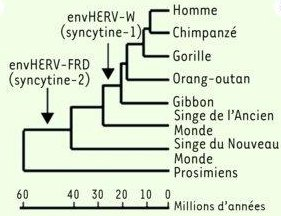 envHERV-W
(syncytine-1)
envHERV-FRD
(syncytine-2)
Homme
Chimpanzé
Gorille
Orang-outan
Gibbon
Singe de l'Ancien
Monde
Singe du Nouveau
Monde
Prosimiens
60 40 30 20 10 0
Millions d'années